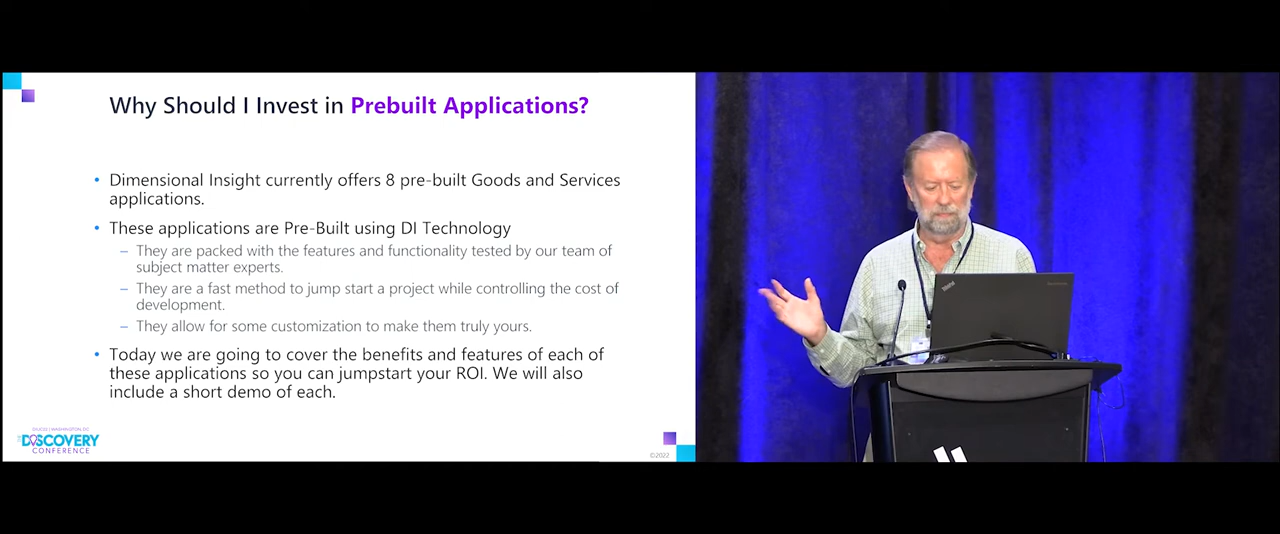 Why Should I Invest in Prebuilt Applications?
• Dimensional Insight currently offers 8 pre-built Goods and Services
applications.
• These applications are Pre-Built using DI Technology
– They are packed with the features and functionality tested by our team of
subject matter experts.
– They are a fast method to jump start a project while controlling the cost of
development.
– They allow for some customization to make them truly yours.
• Today we are going to cover the benefits and features of each of
these applications so you can jumpstart your ROI. We will also
include a short demo of each.
DISCOVERY
CONFERENCE
©2022